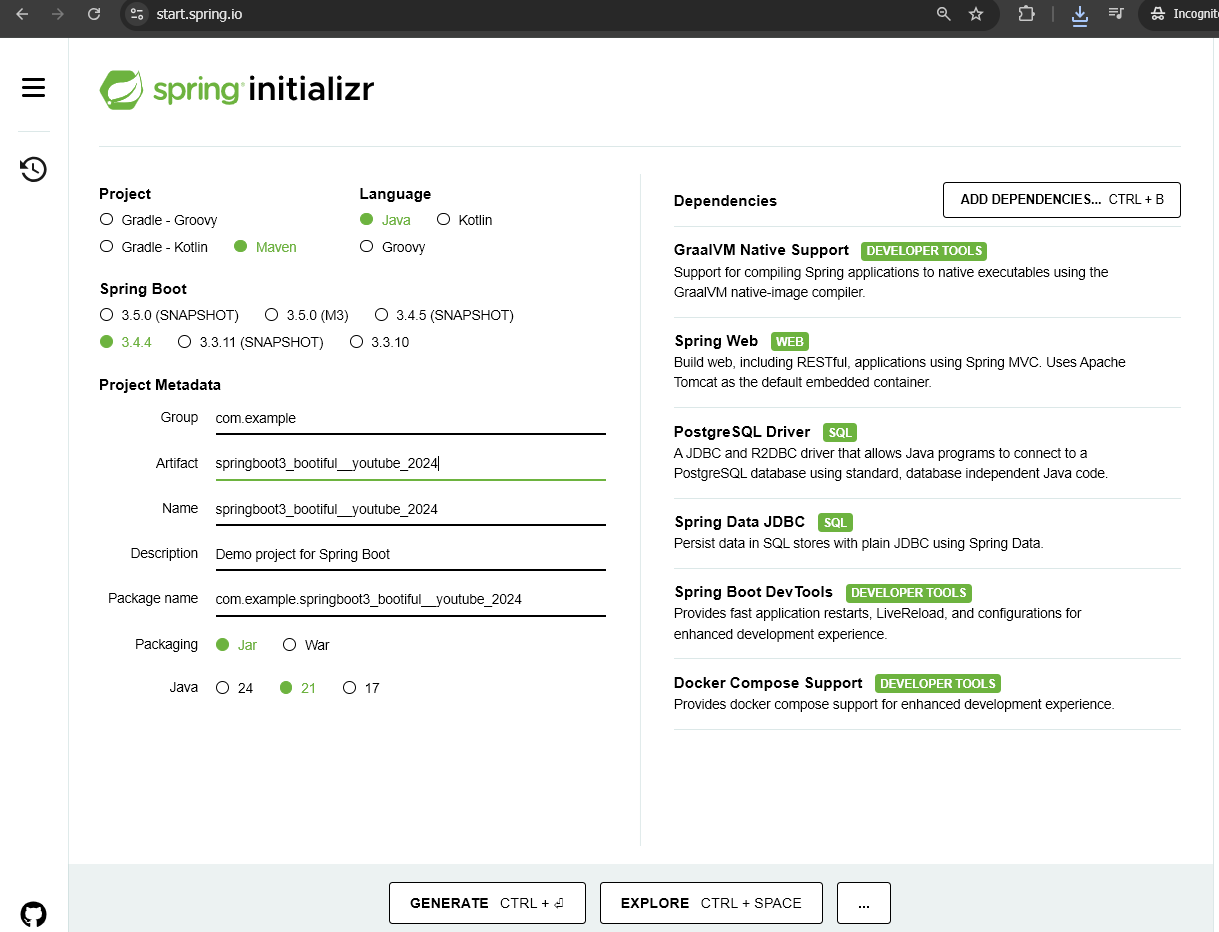 start.spring.io
Incognit
spring initializr
Project
Gradle - Groovy
Gradle - Kotlin Maven
Language
Java Kotlin
Groovy
Spring Boot
3.5.0 (SNAPSHOT) 3.5.0 (M3) 3.4.5 (SNAPSHOT)
3.4.4 3.3.11 (SNAPSHOT) 3.3.10
Project Metadata
Group com.example
Artifact springboot3_bootiful__youtube_2024
Name springboot3_bootiful__youtube_2024
Description Demo project for Spring Boot
Package name com.example.springboot3_bootiful__youtube_2024
Packaging Jar War
Java 24 21 17
Dependencies ADD DEPENDENCIES... CTRL + B
GraalVM Native Support DEVELOPER TOOLS
Support for compiling Spring applications to native executables using the
GraalVM native-image compiler.
Spring Web WEB
Build web, including RESTful, applications using Spring MVC. Uses Apache
Tomcat as the default embedded container.
PostgreSQL Driver SQL
A JDBC and R2DBC driver that allows Java programs to connect to a
PostgreSQL database using standard, database independent Java code.
Spring Data JDBC SQL
Persist data in SQL stores with plain JDBC using Spring Data.
Spring Boot DevTools DEVELOPER TOOLS
Provides fast application restarts, LiveReload, and configurations for
enhanced development experience.
Docker Compose Support DEVELOPER TOOLS
Provides docker compose support for enhanced development experience.
GENERATE CTRL + ⏎ EXPLORE CTRL + SPACE ...